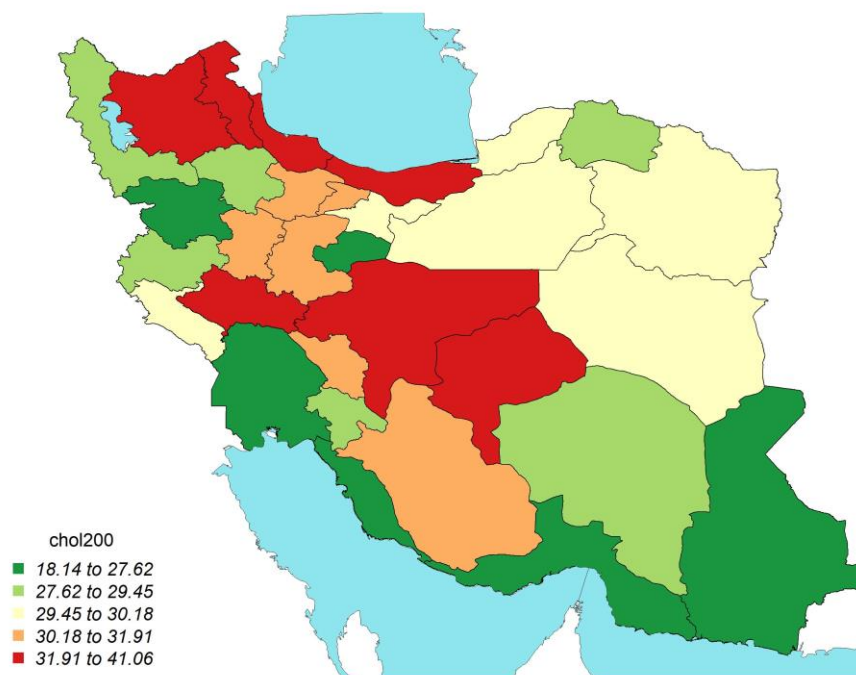 chol200
18.14 to 27.62
27.62 to 29.45
29.45 to 30.18
30.18 to 31.91
31.91 to 41.06